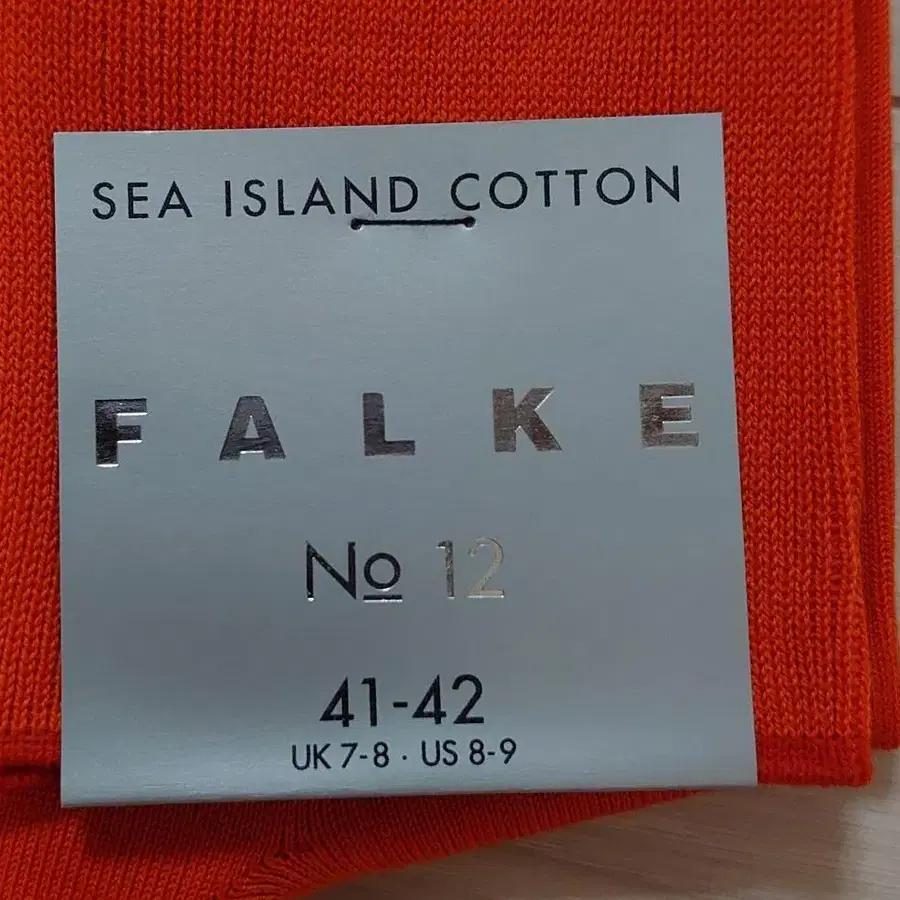 SEA ISLAND COTTON
FALKE
No 12
41-42
UK 7-8 · US 8-9